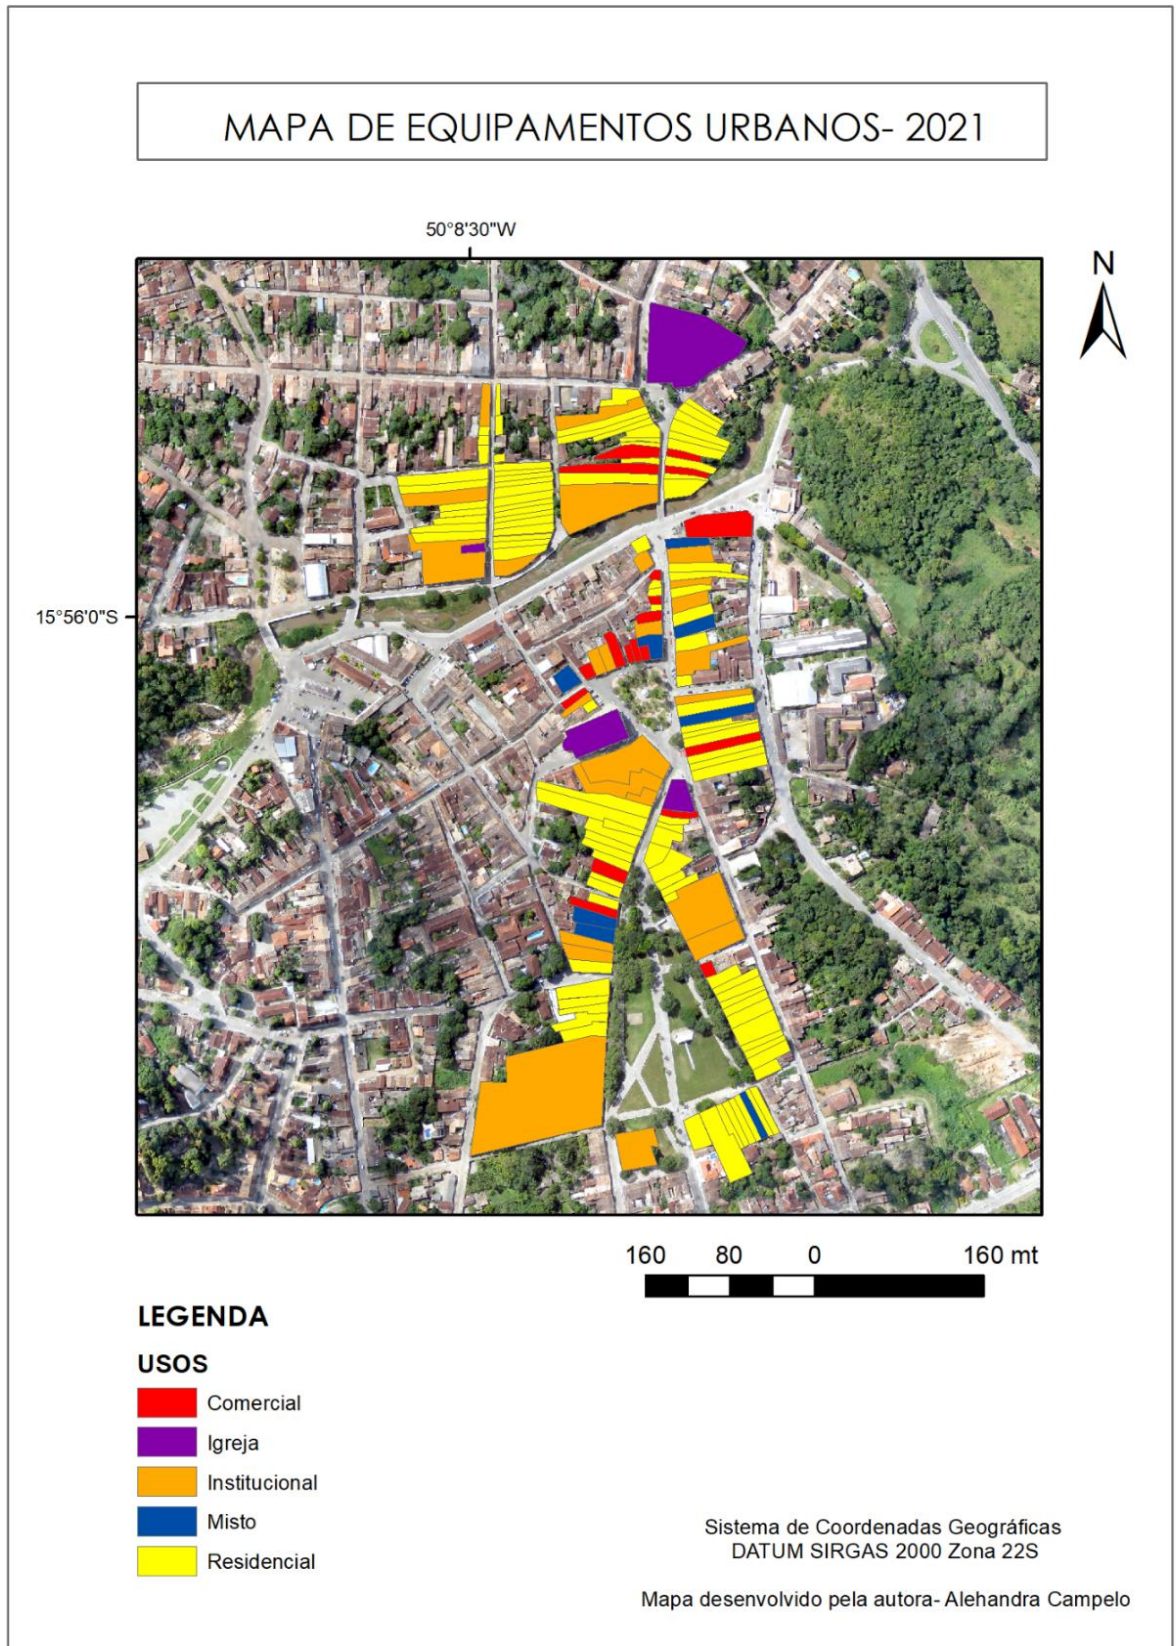 MAPA DE EQUIPAMENTOS URBANOS- 2021
50°8'30"W
N
15°56'0"S
160 80 0 160 mt
LEGENDA
USOS
Comercial
Igreja
Institucional
Misto
Residencial
Sistema de Coordenadas Geográficas
DATUM SIRGAS 2000 Zona 22S
Mapa desenvolvido pela autora- Alehandra Campelo